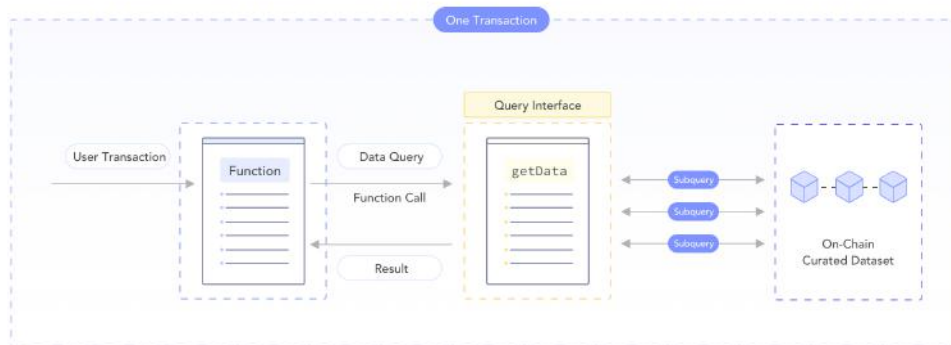 One Transaction
Query Interface
User Transaction
Function
Data Query
Function Call
Result
getData
Subquery
Subquery
Subquery
On-Chain
Curated Dataset